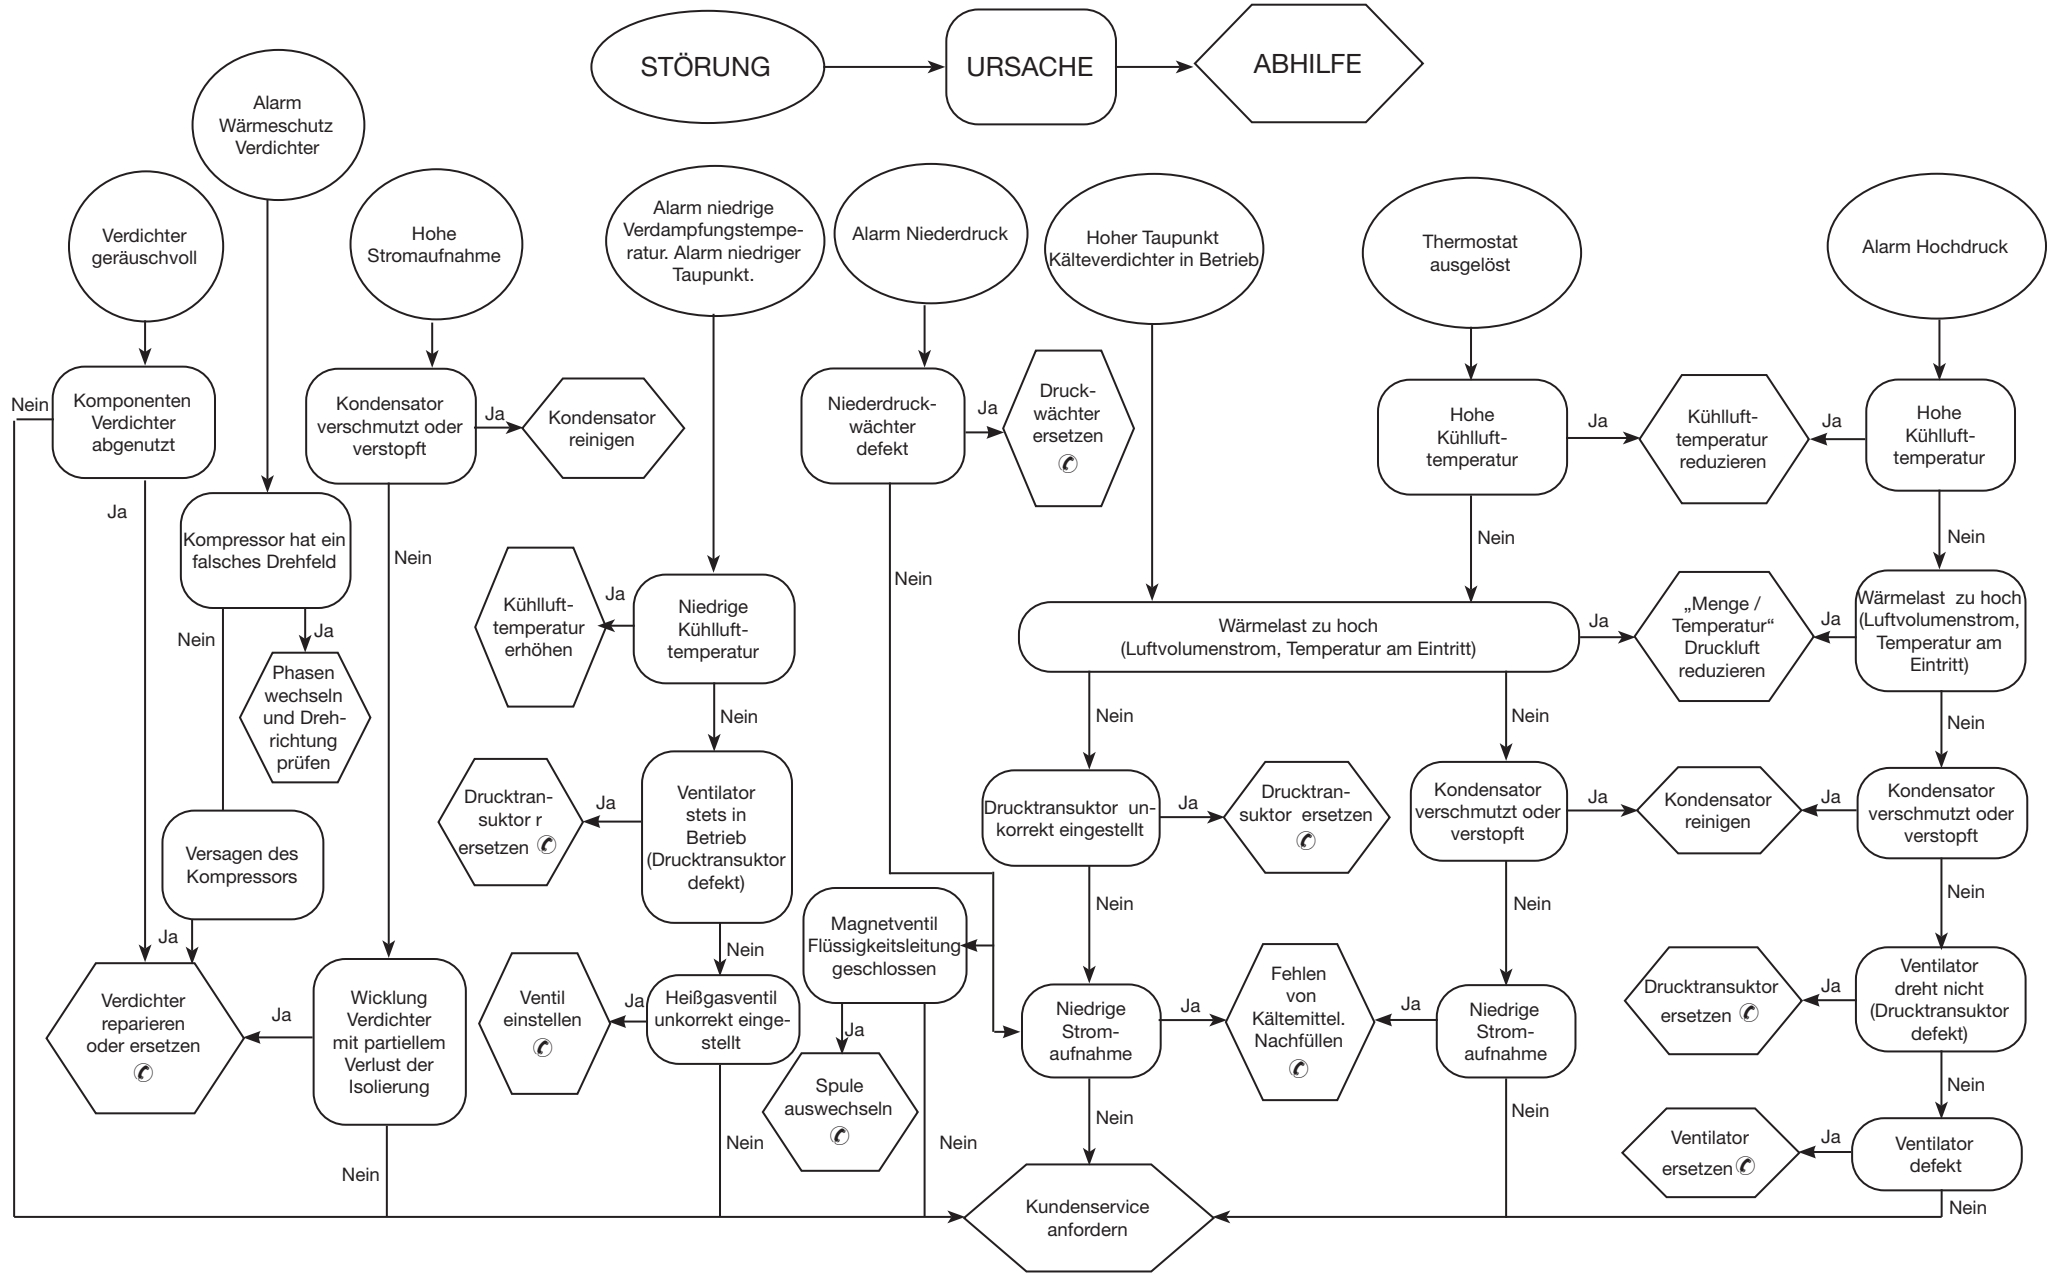 STÖRUNG
URSACHE
ABHILFE
Alarm
Wärmeschutz
Verdichter
Verdichter
geräuschvoll
Hohe
Stromaufnahme
Alarm niedrige
Verdampfungstempe-
ratur. Alarm niedriger
Taupunkt.
Alarm Niederdruck
Hoher Taupunkt
Kälteverdichter in Betrieb
Thermostat
ausgelöst
Alarm Hochdruck
Nein
Komponenten
Verdichter
abgenutzt
Kondensator
verschmutzt oder
verstopft
Ja
Kondensator
reinigen
Niederdruck-
wächter
defekt
Ja
Druck-
wächter
ersetzen
Hohe
Kühlluft-
temperatur
Ja
Kühlluft-
temperatur
reduzieren
Ja
Hohe
Kühlluft-
temperatur
Ja
Kompressor hat ein
falsches Drehfeld
Nein
Nein
Nein
Nein
Kühlluft-
temperatur
erhöhen
Ja
Niedrige
Kühlluft-
temperatur
Nein
Ja
Phasen
wechseln
und Dreh-
richtung
prüfen
Wärmelast zu hoch
(Luftvolumenstrom, Temperatur am Eintritt)
Ja
„Menge /
Temperatur“
Druckluft
reduzieren
Ja
Wärmelast  zu hoch
(Luftvolumenstrom,
Temperatur am
Eintritt)
Nein
Nein
Nein
Nein
Drucktran-
suktor r
ersetzen
Ja
Ventilator
stets in
Betrieb
(Drucktransuktor
defekt)
Drucktransuktor  un-
korrekt eingestellt
Ja
Drucktran-
suktor  ersetzen
Kondensator
verschmutzt oder
verstopft
Ja
Kondensator
reinigen
Ja
Kondensator
verschmutzt oder
verstopft
Versagen des
Kompressors
Ja
Nein
Nein
Nein
Nein
Magnetventil
Flüssigkeitsleitung
geschlossen
Verdichter
reparieren
oder ersetzen
Ja
Wicklung
Verdichter
mit partiellem
Verlust der
Isolierung
Ventil
einstellen
Ja
Heißgasventil
unkorrekt einge-
stellt
Ja
Spule
auswechseln
Niedrige
Strom-
aufnahme
Ja
Fehlen
von
Kältemittel.
Nachfüllen
Ja
Niedrige
Strom-
aufnahme
Drucktransuktor
ersetzen
Ja
Ventilator
dreht nicht
(Drucktransuktor
defekt)
Nein
Nein
Nein
Nein
Nein
Nein
Ventilator
ersetzen
Ja
Ventilator
defekt
Nein
Kundenservice
anfordern